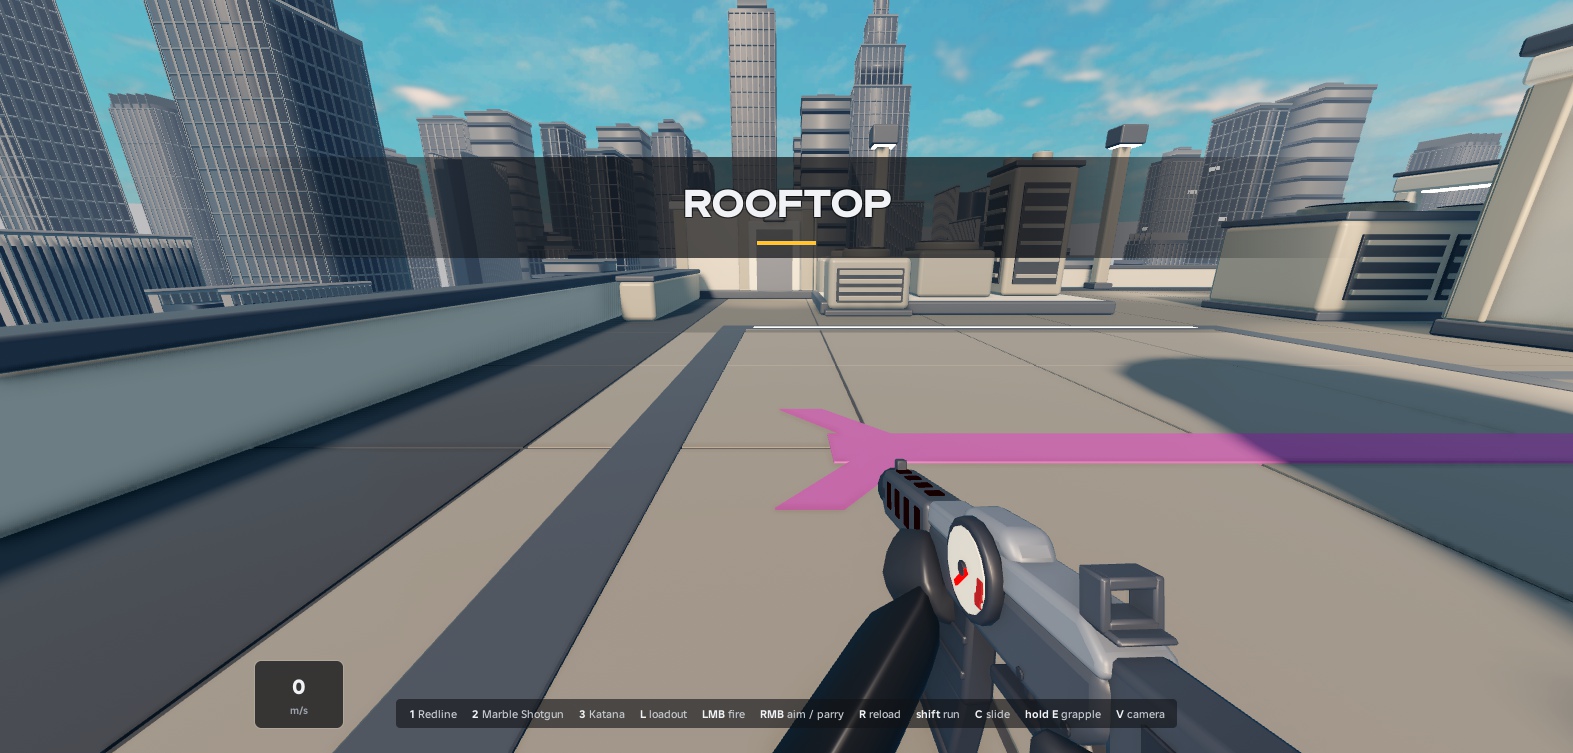 ROOFTOP
0
m/s
1 Redline 2 Marble Shotgun 3 Katana L loadout LMB fire RMB aim / parry R reload shift run C slide hold E grapple V camera